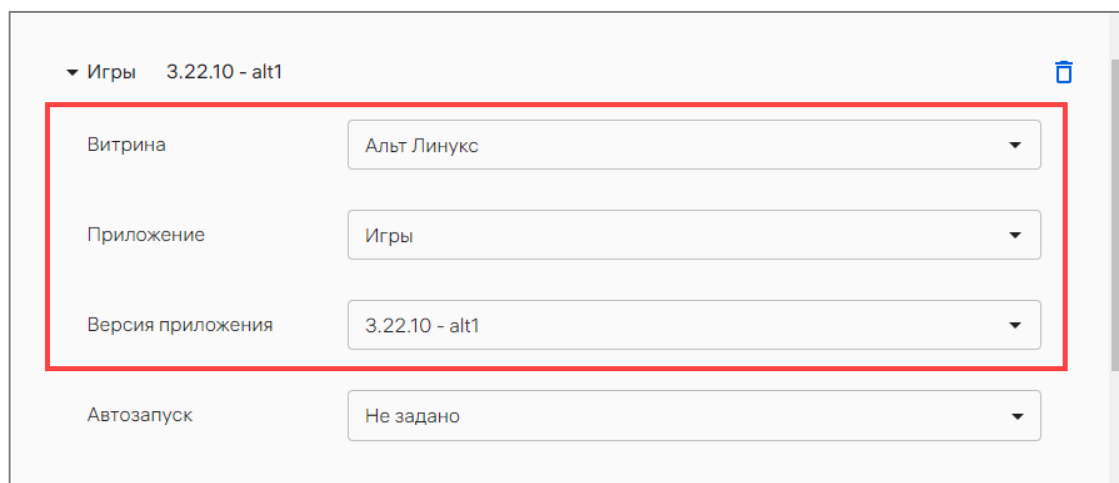 Игры 3.22.10 - alt1
Витрина Альт Линукс
Приложение Игры
Версия приложения 3.22.10 - alt1
Автозапуск Не задано